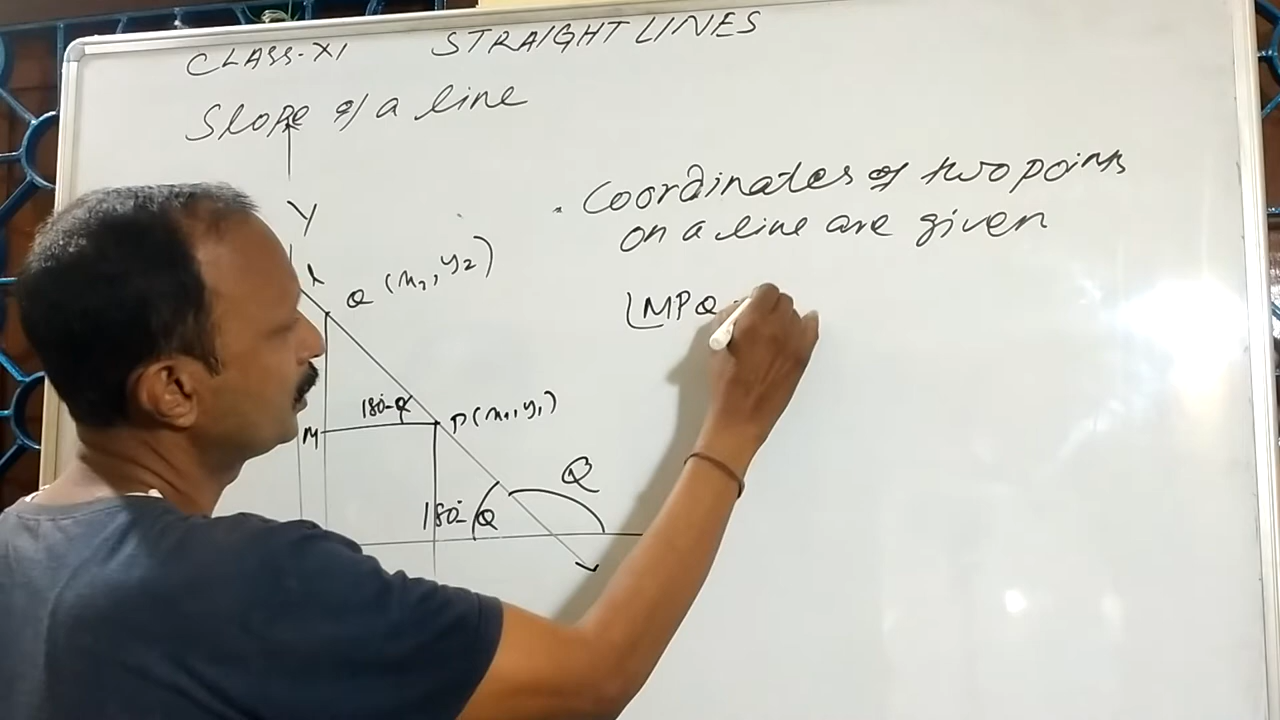 CLASS-XI STRAIGHT LINES
Slope of a line
Y
Coordinates of two points
on a line are given
Q (x2, y2)
∟MPQ
180°-θ
M
P(x1, y1)
θ
180°-θ